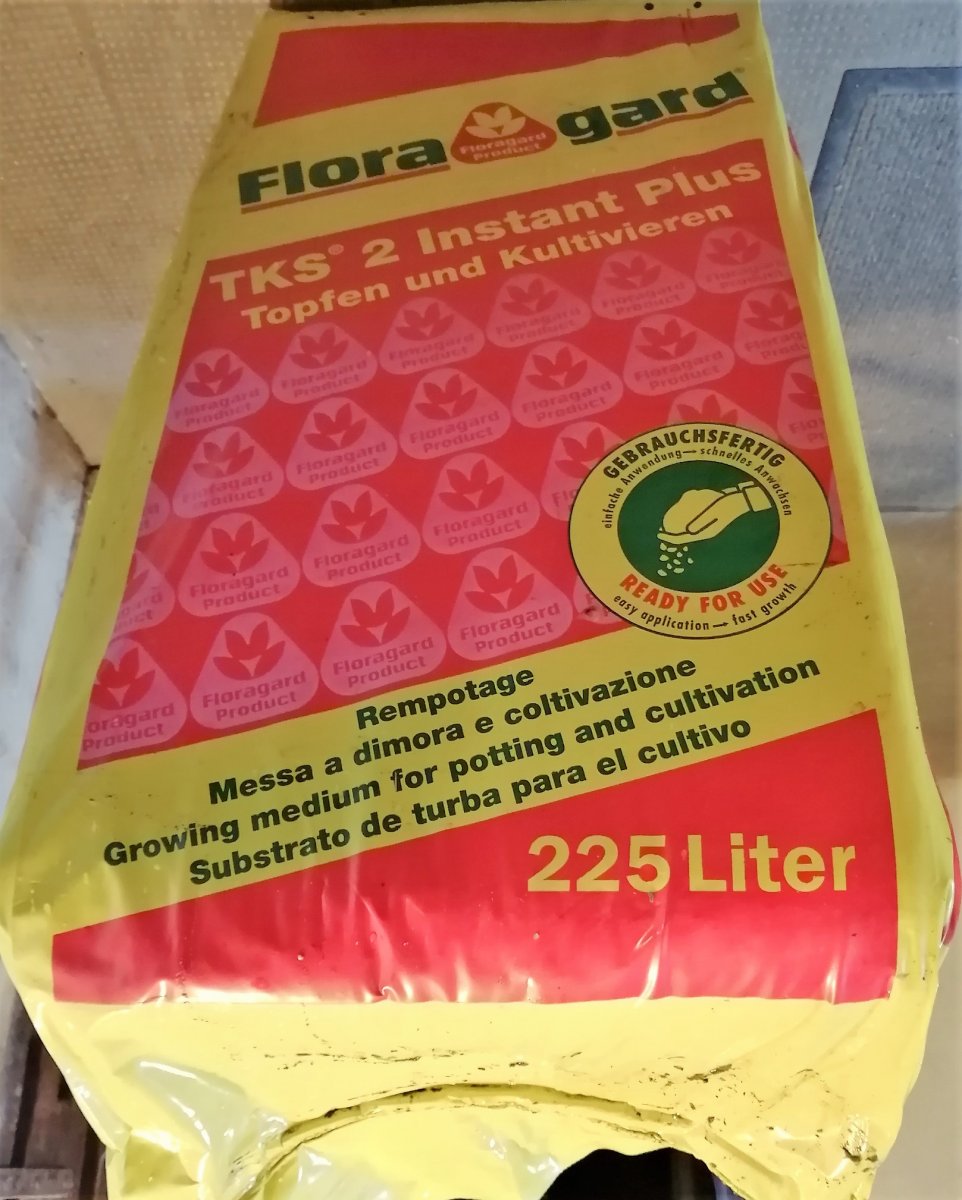 Floragard®
Floragard
Product
TKS® 2 Instant Plus
Topfen und Kultivieren
GEBRAUCHSFERTIG
einfache Anwendung → schnelles Anwachsen
READY FOR USE
easy application → fast growth
Rempotage
Messa a dimora e coltivazione
Growing medium for potting and cultivation
Substrato de turba para el cultivo
225 Liter